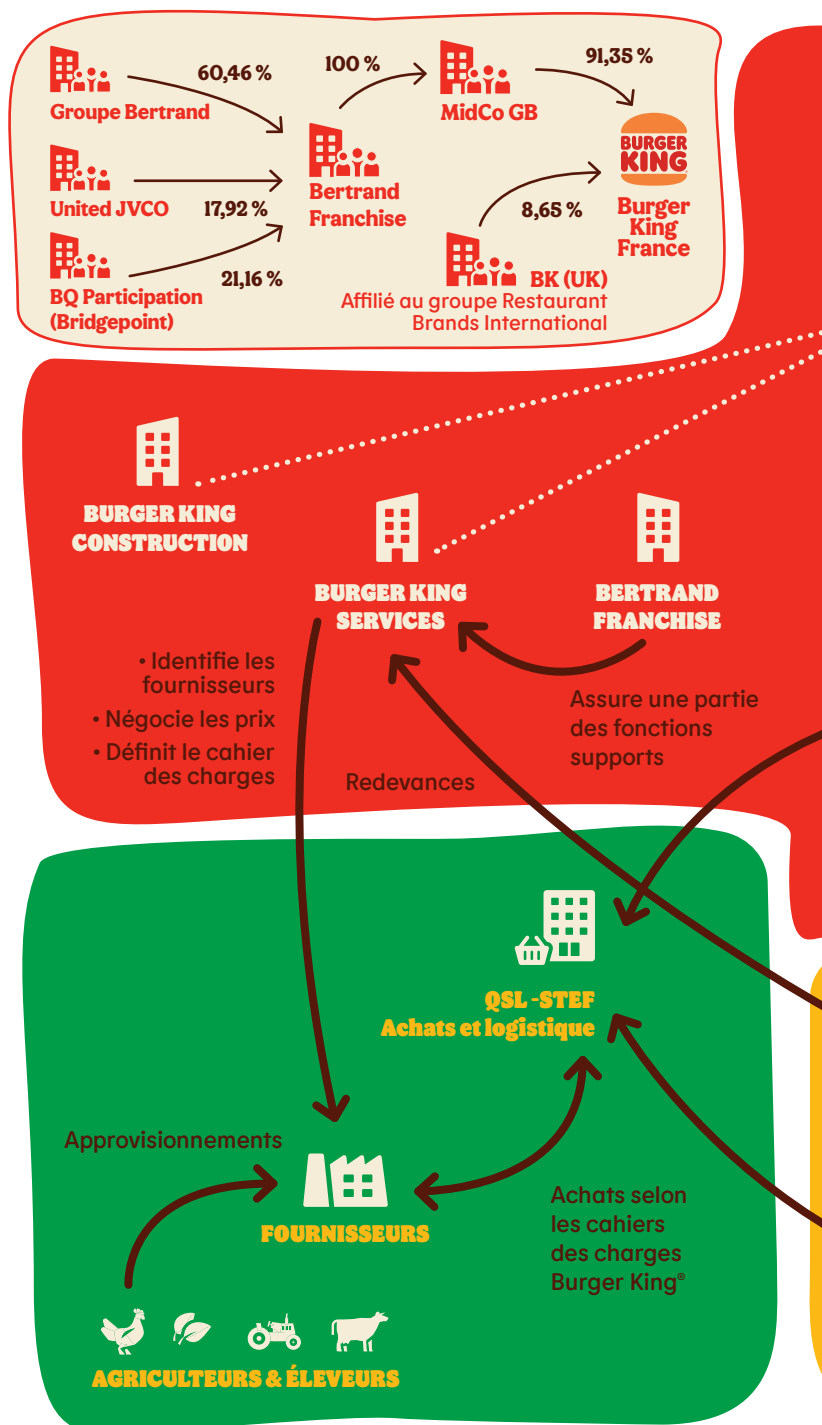 60,46 %
Groupe Bertrand
United JVCO
17,92 %
BQ Participation
(Bridgepoint)
21,16 %
100 %
Bertrand
Franchise
MidCo GB
91,35 %
BURGER
KING
Burger
King
France
8,65 %
BK (UK)
Affilié au groupe Restaurant
Brands International
BURGER KING
CONSTRUCTION
BURGER KING
SERVICES
BERTRAND
FRANCHISE
• Identifie les
fournisseurs
• Négocie les prix
• Définit le cahier
des charges
Redevances
Assure une partie
des fonctions
supports
QSL -STEF
Achats et logistique
Approvisionnements
FOURNISSEURS
Achats selon
les cahiers
des charges
Burger King®
AGRICULTEURS & ÉLEVEURS